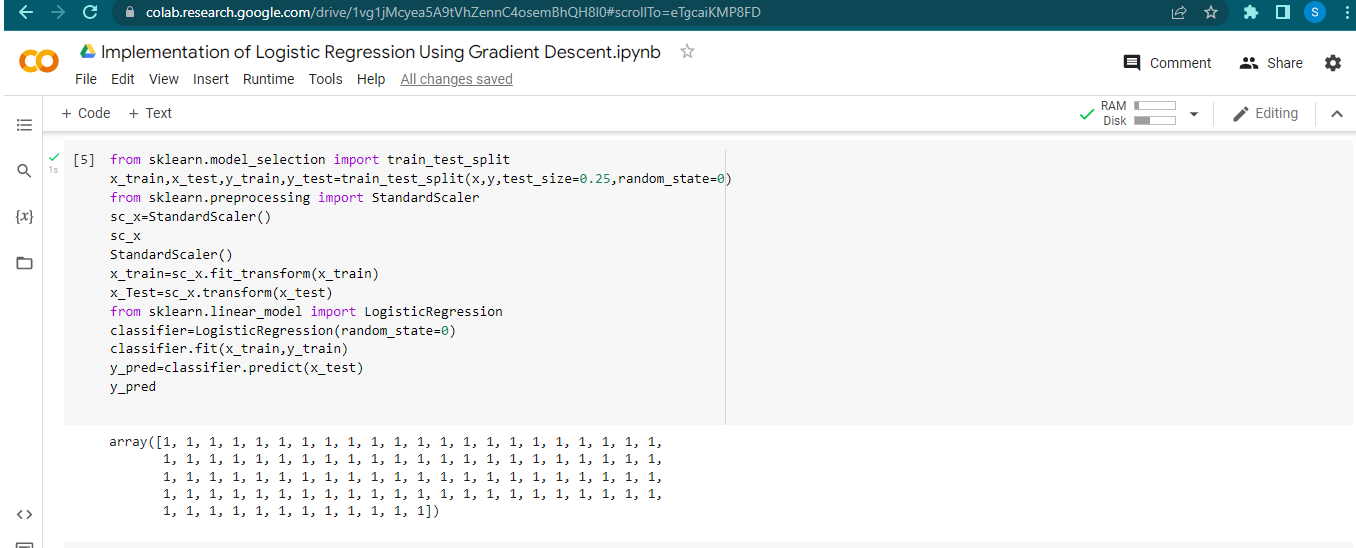 colab.research.google.com/drive/1vg1jMcyea5A9tVhZennC4osemBhQH8l0#scrollTo=eTgcaiKMP8FD
S
Implementation of Logistic Regression Using Gradient Descent.ipynb
File Edit View Insert Runtime Tools Help All changes saved
Comment Share
+ Code + Text
RAM
Disk
Editing
1s
[5] from sklearn.model_selection import train_test_split
x_train,x_test,y_train,y_test=train_test_split(x,y,test_size=0.25,random_state=0)
from sklearn.preprocessing import StandardScaler
sc_x=StandardScaler()
sc_x
StandardScaler()
x_train=sc_x.fit_transform(x_train)
x_Test=sc_x.transform(x_test)
from sklearn.linear_model import LogisticRegression
classifier=LogisticRegression(random_state=0)
classifier.fit(x_train,y_train)
y_pred=classifier.predict(x_test)
y_pred
array([1, 1, 1, 1, 1, 1, 1, 1, 1, 1, 1, 1, 1, 1, 1, 1, 1, 1, 1, 1, 1, 1,
1, 1, 1, 1, 1, 1, 1, 1, 1, 1, 1, 1, 1, 1, 1, 1, 1, 1, 1, 1, 1, 1,
1, 1, 1, 1, 1, 1, 1, 1, 1, 1, 1, 1, 1, 1, 1, 1, 1, 1, 1, 1, 1, 1,
1, 1, 1, 1, 1, 1, 1, 1, 1, 1, 1, 1, 1, 1, 1, 1, 1, 1, 1, 1, 1, 1,
1, 1, 1, 1, 1, 1, 1, 1, 1, 1, 1, 1])